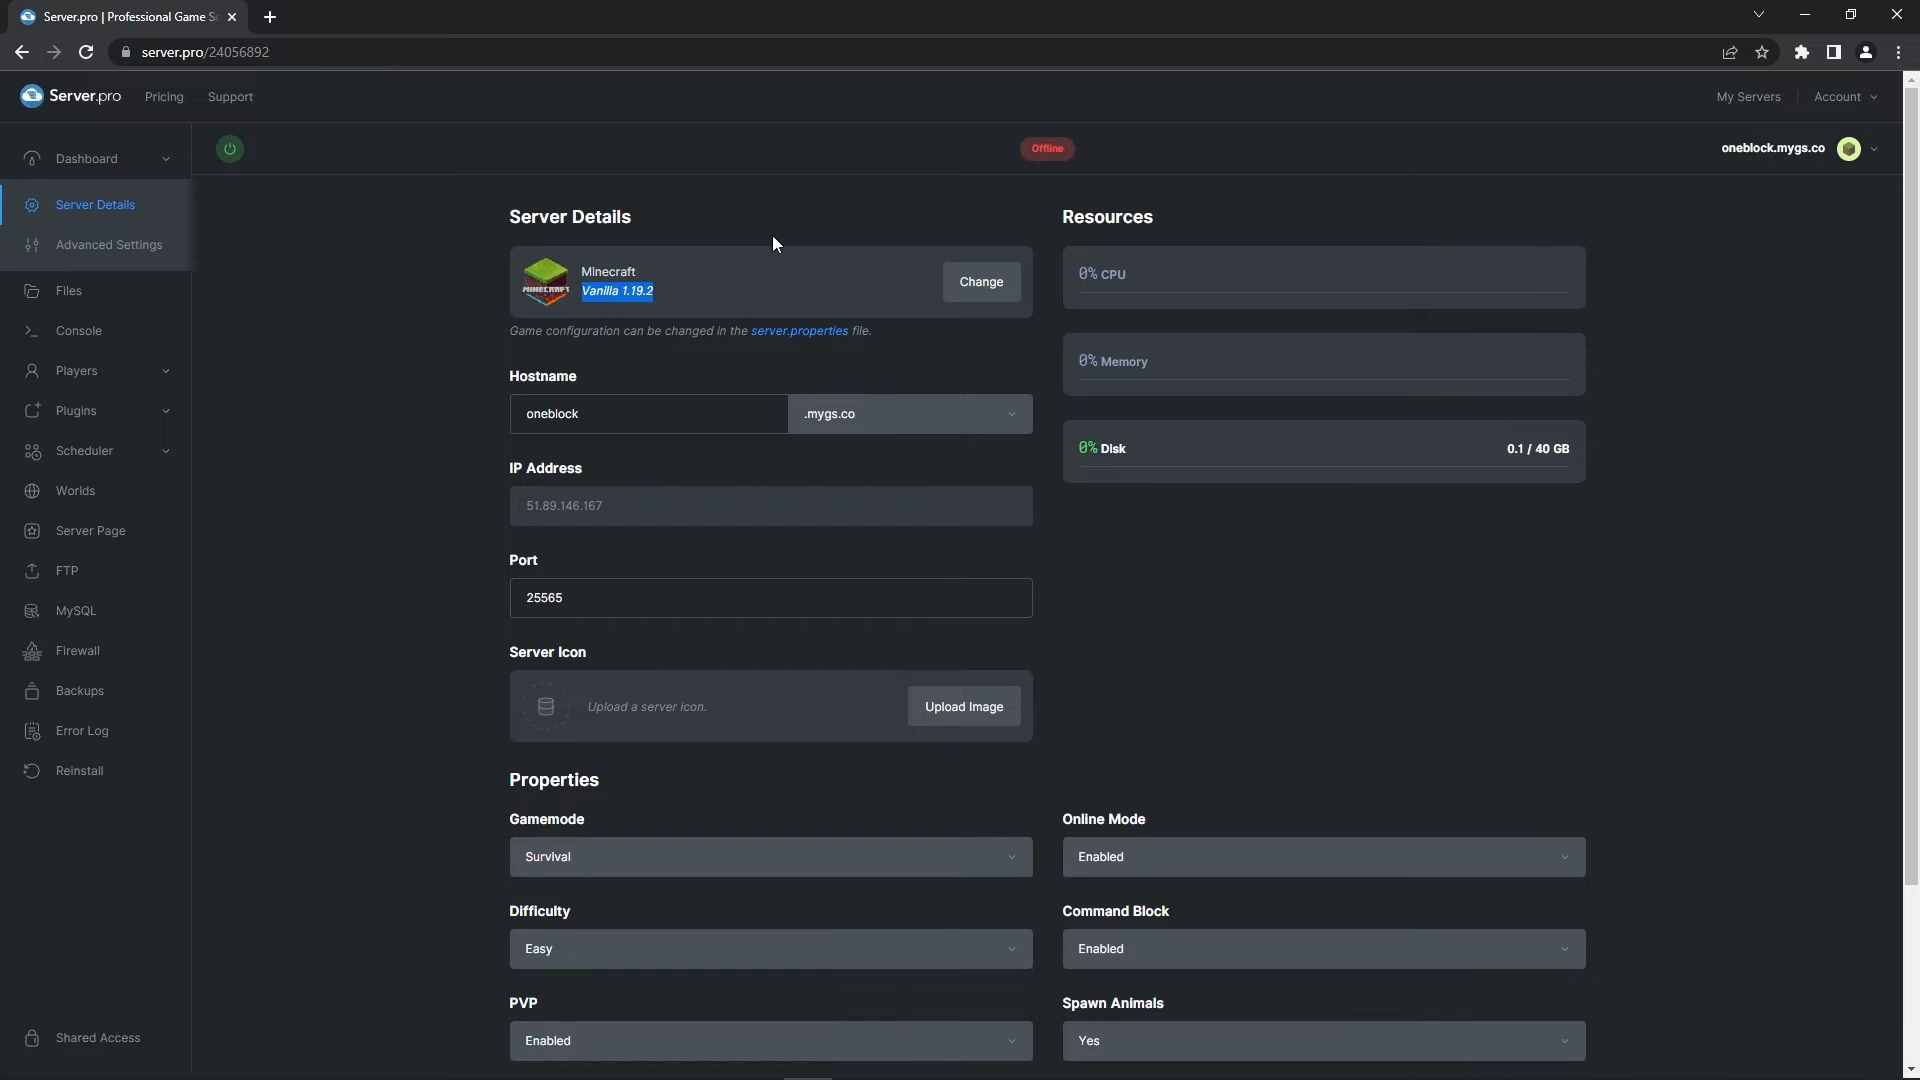 Server.pro | Professional Game S
server.pro/24056892
Server.pro
Pricing
Support
My Servers
Account
Dashboard
Offline
oneblock.mygs.co
Server Details
Advanced Settings
Files
Console
Players
Plugins
Scheduler
Worlds
Server Page
FTP
MySQL
Firewall
Backups
Error Log
Reinstall
Shared Access
Server Details
MINECRAFT
Minecraft
Vanilla 1.19.2
Change
Game configuration can be changed in the server.properties file.
Hostname
oneblock
.mygs.co
IP Address
51.89.146.167
Port
25565
Server Icon
Upload a server icon.
Upload Image
Resources
0% CPU
0% Memory
0% Disk
0.1 / 40 GB
Properties
Gamemode
Survival
Online Mode
Enabled
Difficulty
Easy
Command Block
Enabled
PVP
Enabled
Spawn Animals
Yes